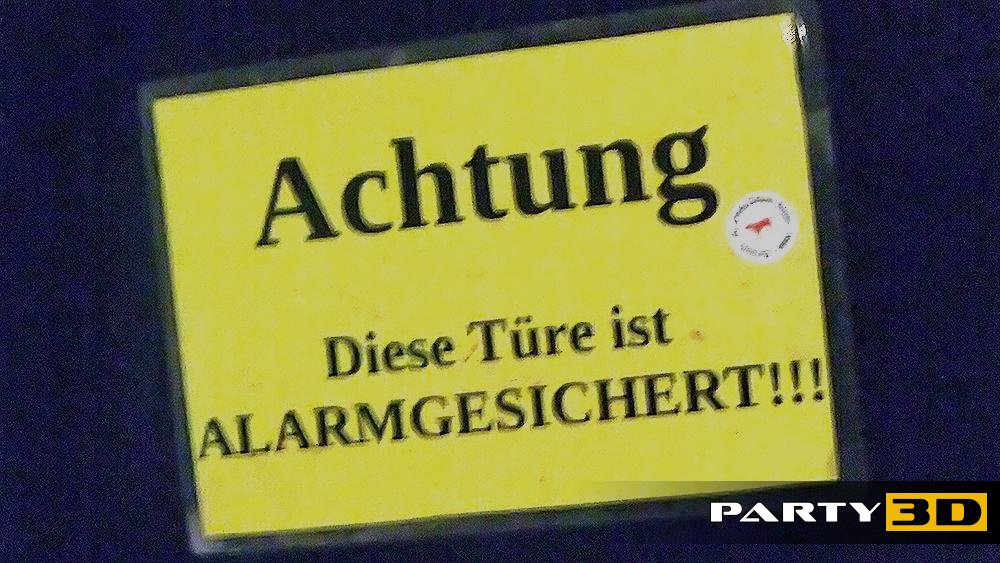 Achtung
Diese Türe ist
ALARMGESICHERT!!!
PARTY 3D